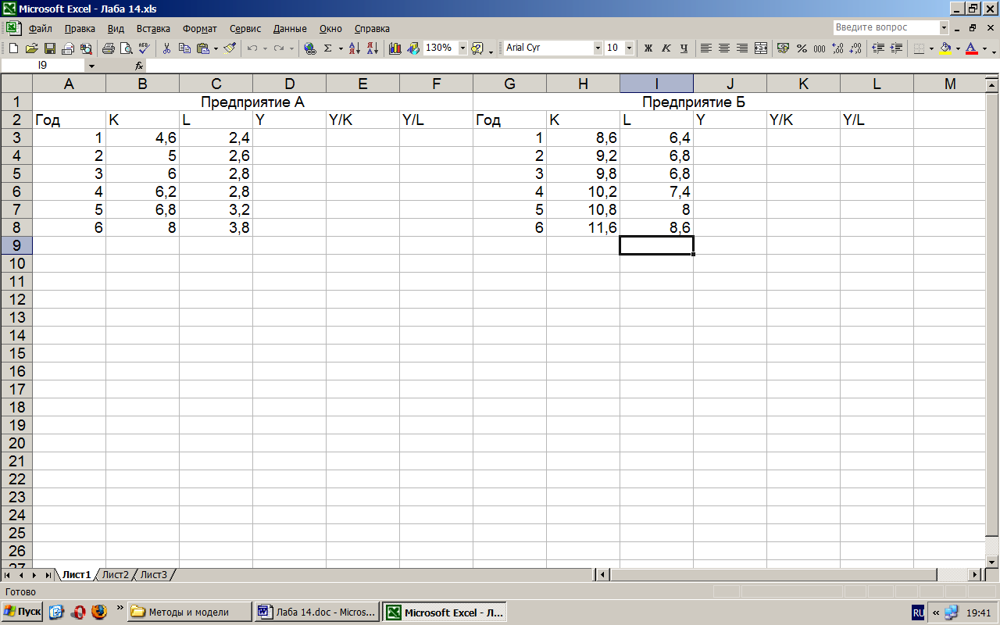 Microsoft Excel - Лаба 14.xls
Файл Правка Вид Вставка Формат Сервис Данные Окно Справка Введите вопрос
130% Arial Cyr 10 Ж К Ч % 000
I9 fx
A B C D E F G H I J K L M
1 Предприятие А Предприятие Б
2 Год K L Y Y/K Y/L Год K L Y Y/K Y/L
3 1 4,6 2,4 1 8,6 6,4
4 2 5 2,6 2 9,2 6,8
5 3 6 2,8 3 9,8 6,8
6 4 6,2 2,8 4 10,2 7,4
7 5 6,8 3,2 5 10,8 8
8 6 8 3,8 6 11,6 8,6
9
10
11
12
13
14
15
16
17
18
19
20
21
22
23
24
25
26
27
Лист1 Лист2 Лист3
Готово
Пуск » Методы и модели Лаба 14.doc - Micros... Microsoft Excel - Л... RU « 19:41